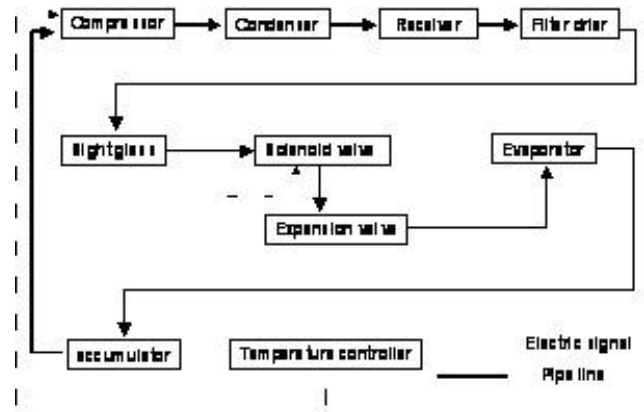 Compressor
Condenser
Receiver
Filter drier
Sightglass
Solenoid valve
Evaporator
Expansion valve
accumulator
Temperature controller
Electric signal
Pipe line